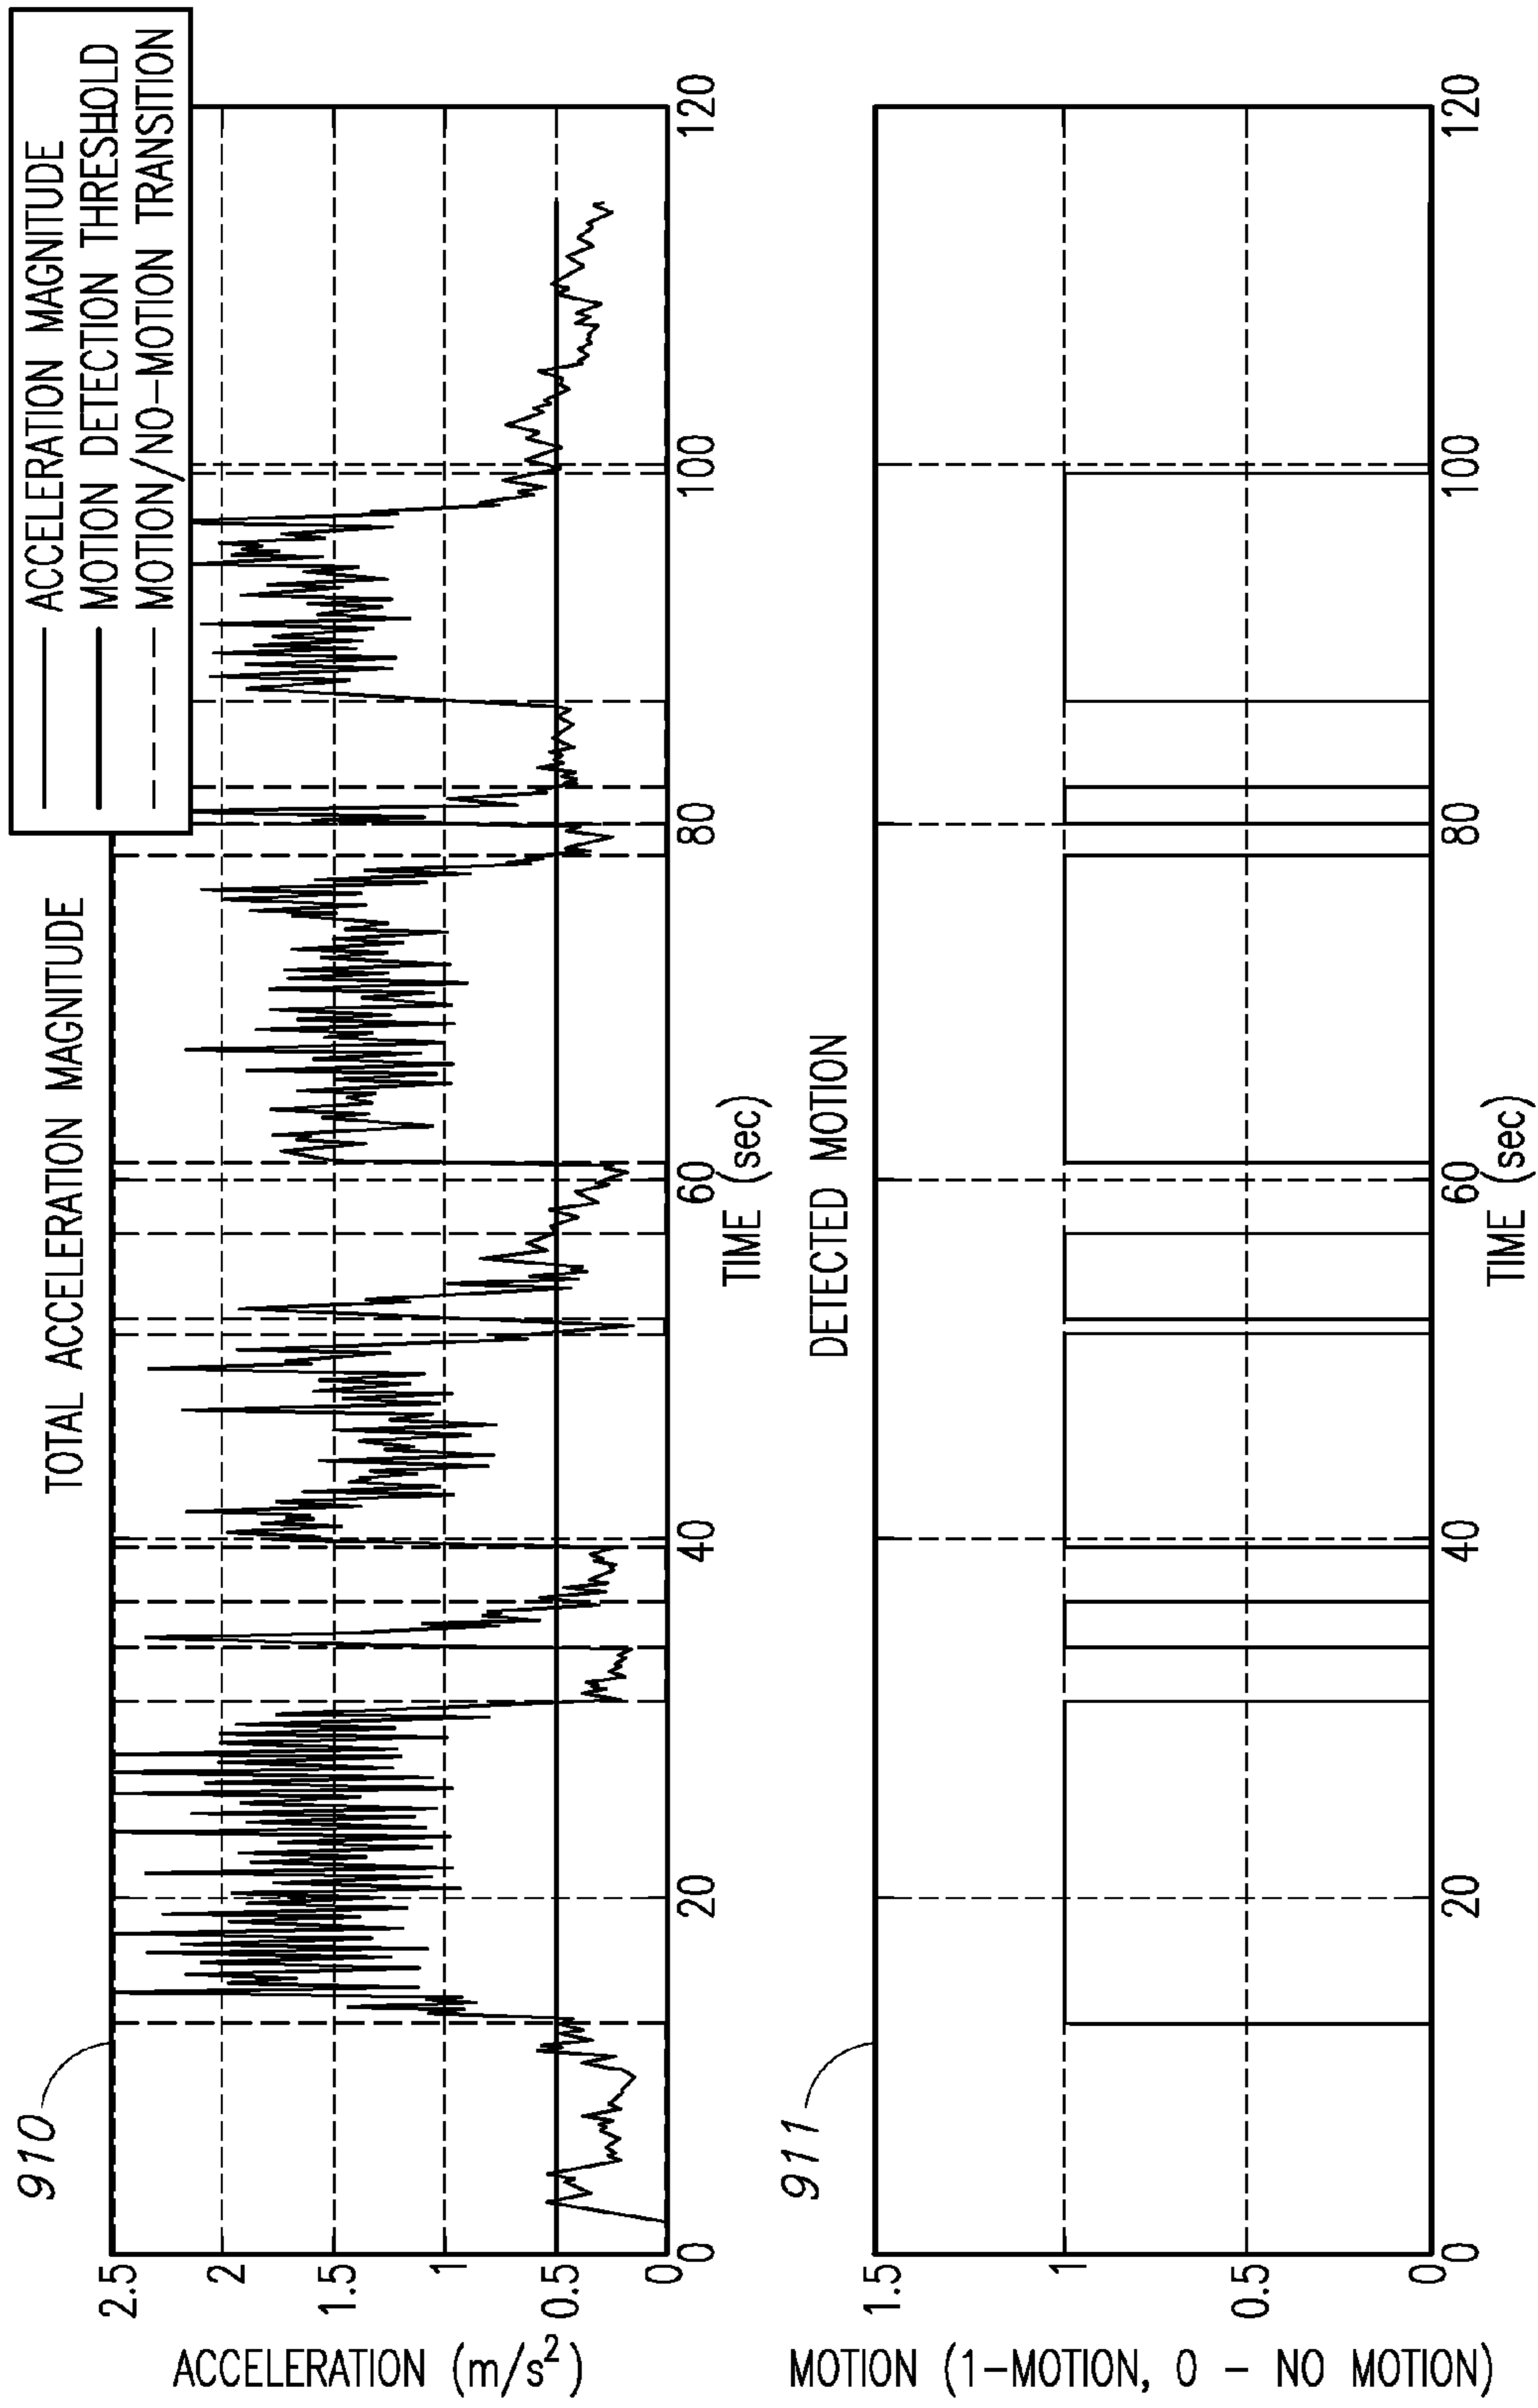 910
TOTAL ACCELERATION MAGNITUDE
ACCELERATION MAGNITUDE
MOTION DETECTION THRESHOLD
MOTION/NO-MOTION TRANSITION
ACCELERATION (m/s²)
2.5
2
1.5
1
0.5
0
0 20 40 60 80 100 120
TIME (sec)
911
DETECTED MOTION
MOTION (1-MOTION, 0 - NO MOTION)
1.5
1
0.5
0
0 20 40 60 80 100 120
TIME (sec)